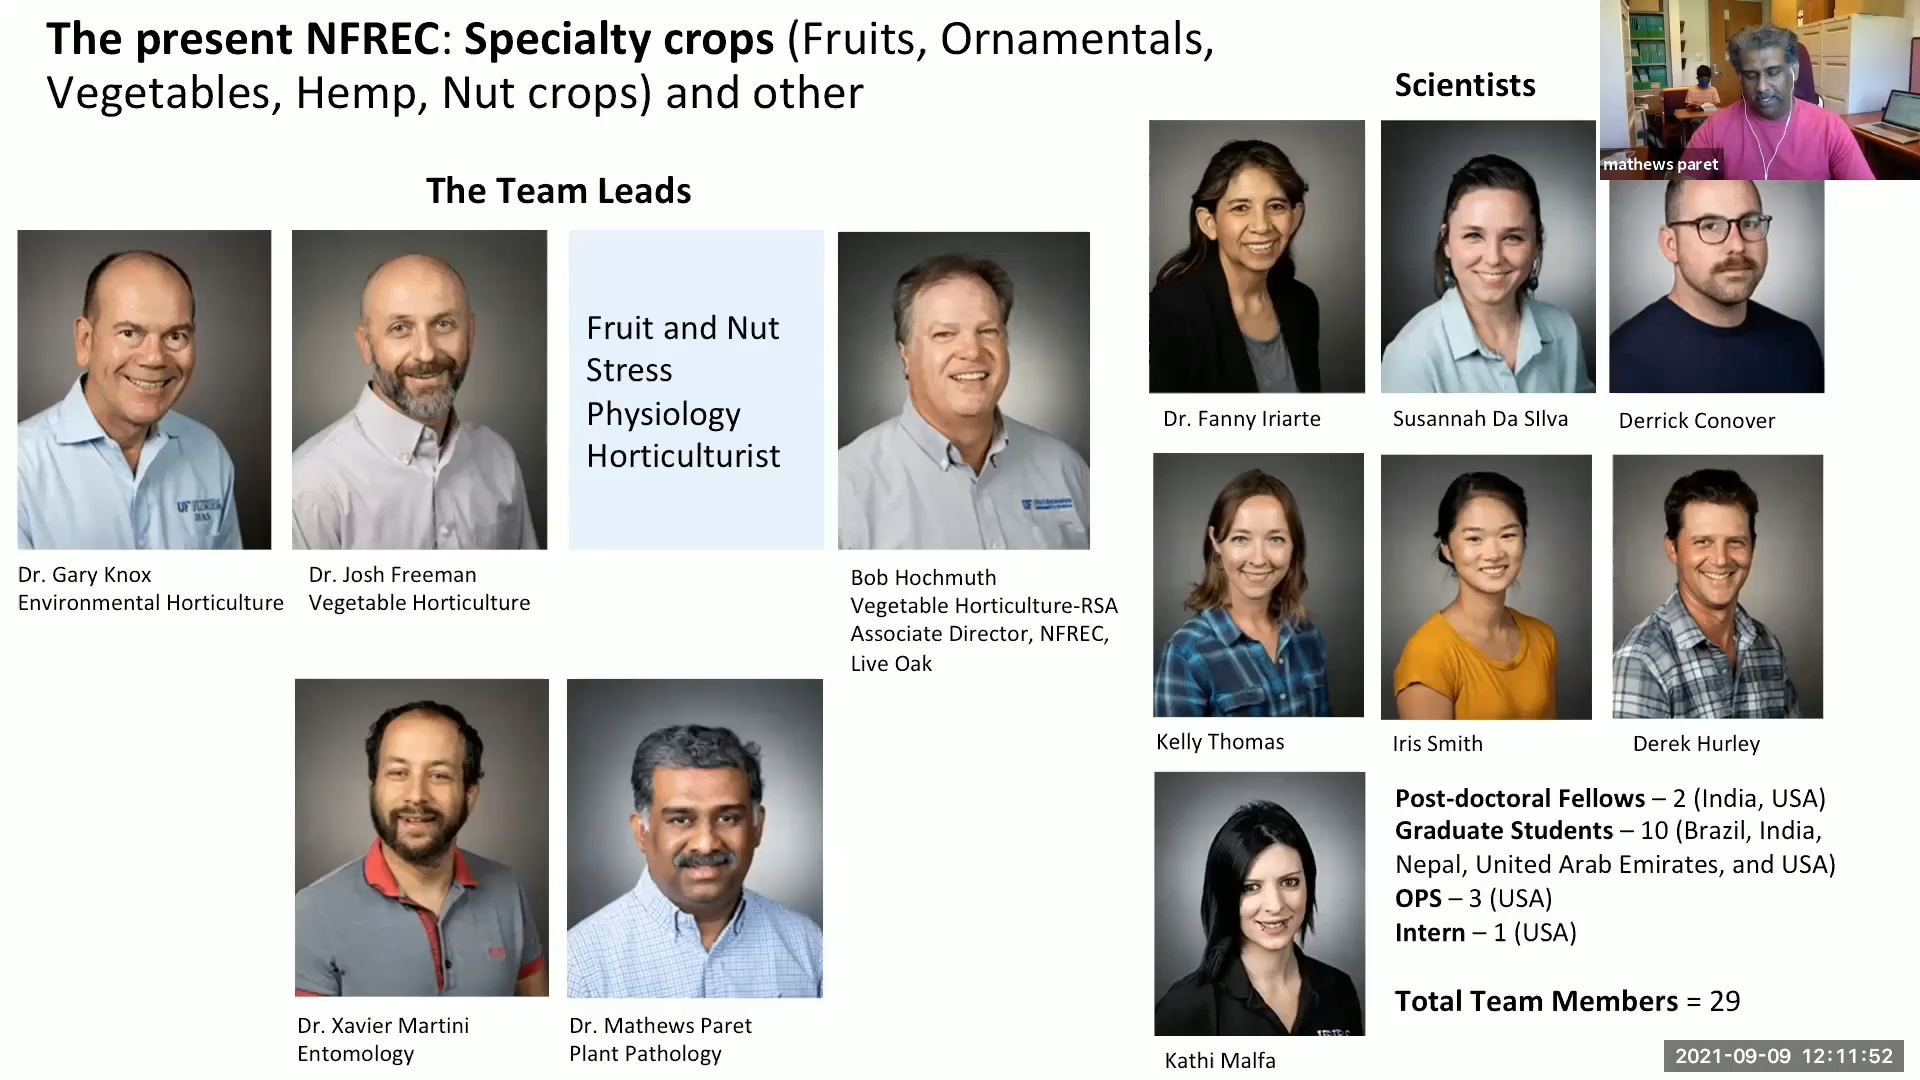 The present NFREC: Specialty crops (Fruits, Ornamentals,
Vegetables, Hemp, Nut crops) and other
The Team Leads
Dr. Gary Knox
Environmental Horticulture
Dr. Josh Freeman
Vegetable Horticulture
Fruit and Nut
Stress
Physiology
Horticulturist
Bob Hochmuth
Vegetable Horticulture-RSA
Associate Director, NFREC,
Live Oak
Dr. Xavier Martini
Entomology
Dr. Mathews Paret
Plant Pathology
Scientists
mathews paret
Dr. Fanny Iriarte
Susannah Da SIlva
Derrick Conover
Kelly Thomas
Iris Smith
Derek Hurley
Kathi Malfa
Post-doctoral Fellows – 2 (India, USA)
Graduate Students – 10 (Brazil, India,
Nepal, United Arab Emirates, and USA)
OPS – 3 (USA)
Intern – 1 (USA)
Total Team Members = 29
2021-09-09 12:11:52
UF
UF